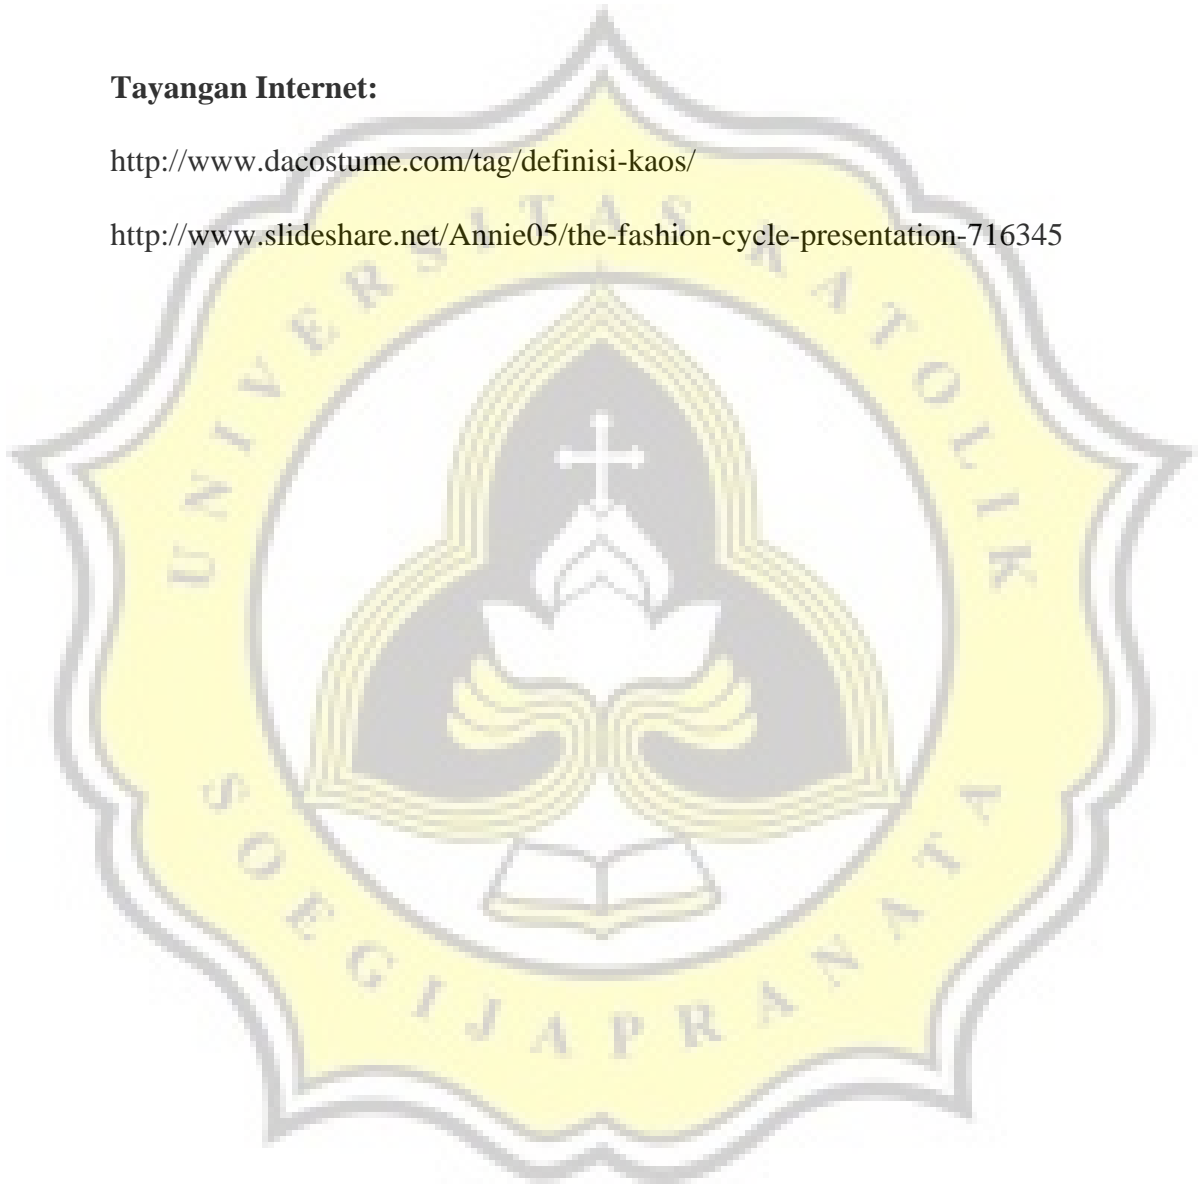 Tayangan Internet:
http://www.dacostume.com/tag/definisi-kaos/
http://www.slideshare.net/Annie05/the-fashion-cycle-presentation-716345
UNIVERSITAS KATOLIK
SOEGIJAPRANATA